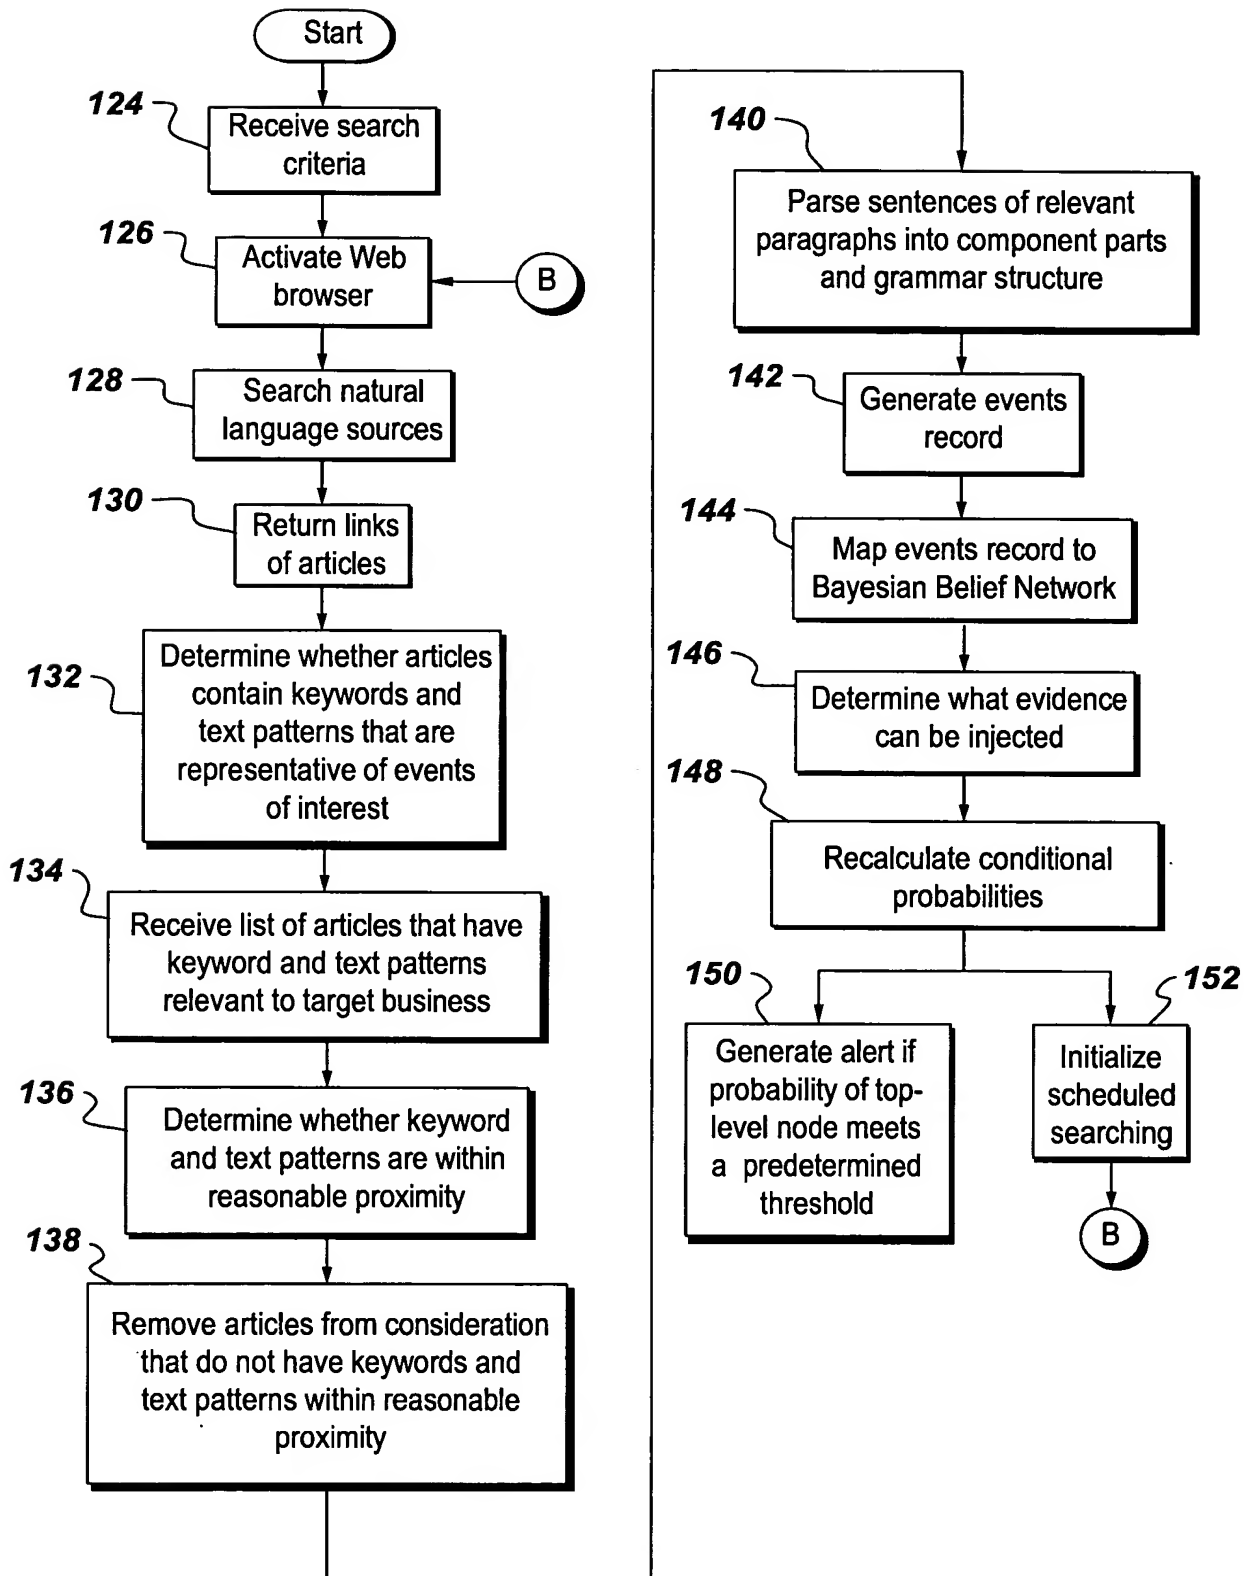 Start
124
Receive search
criteria
126
Activate Web
browser
B
128
Search natural
language sources
130
Return links
of articles
132
Determine whether articles
contain keywords and
text patterns that are
representative of events
of interest
134
Receive list of articles that have
keyword and text patterns
relevant to target business
136
Determine whether keyword
and text patterns are within
reasonable proximity
138
Remove articles from consideration
that do not have keywords and
text patterns within reasonable
proximity
140
Parse sentences of relevant
paragraphs into component parts
and grammar structure
142
Generate events
record
144
Map events record to
Bayesian Belief Network
146
Determine what evidence
can be injected
148
Recalculate conditional
probabilities
150
Generate alert if
probability of top-
level node meets
a predetermined
threshold
152
Initialize
scheduled
searching
B